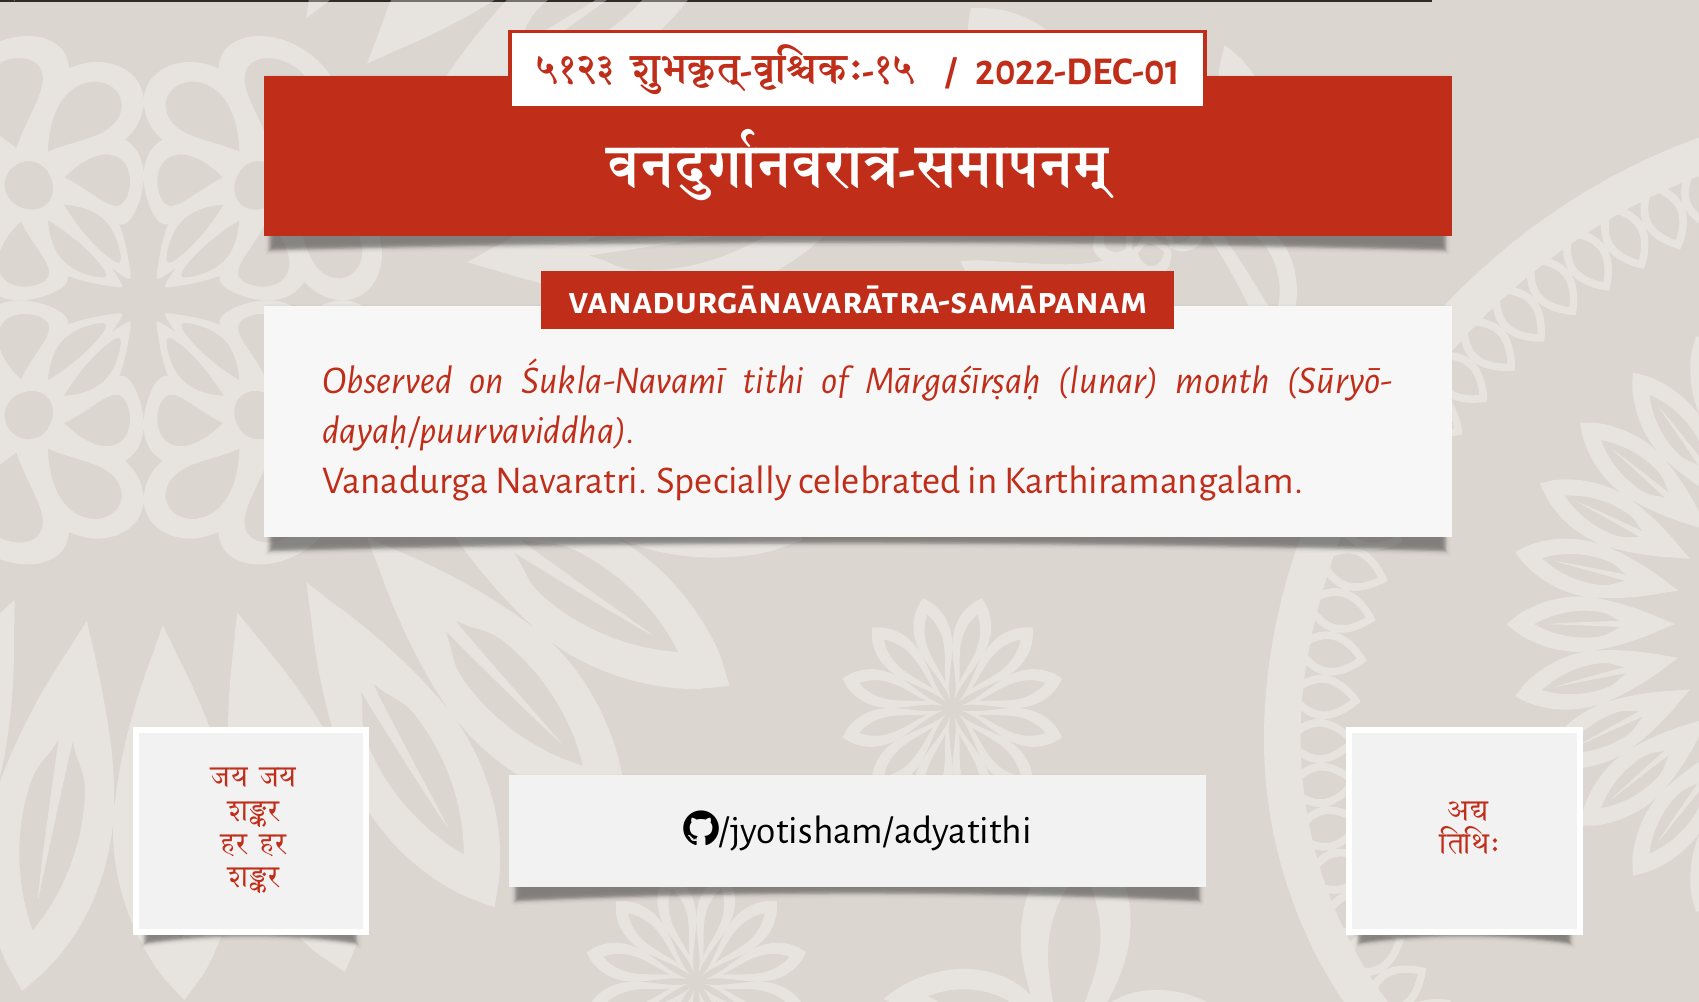 ५१२३ शुभकृत्-वृश्चिकः-१५ / 2022-DEC-01
वनदुर्गानवरात्र-समापनम्
VANADURGĀNAVARĀTRA-SAMĀPANAM
Observed on Śukla-Navamī tithi of Mārgaśīrṣaḥ (lunar) month (Sūryō-
dayaḥ/puurvaviddha).
Vanadurga Navaratri. Specially celebrated in Karthiramangalam.
जय जय
शङ्कर
हर हर
शङ्कर
/jyotisham/adyatithi
अद्य
तिथिः